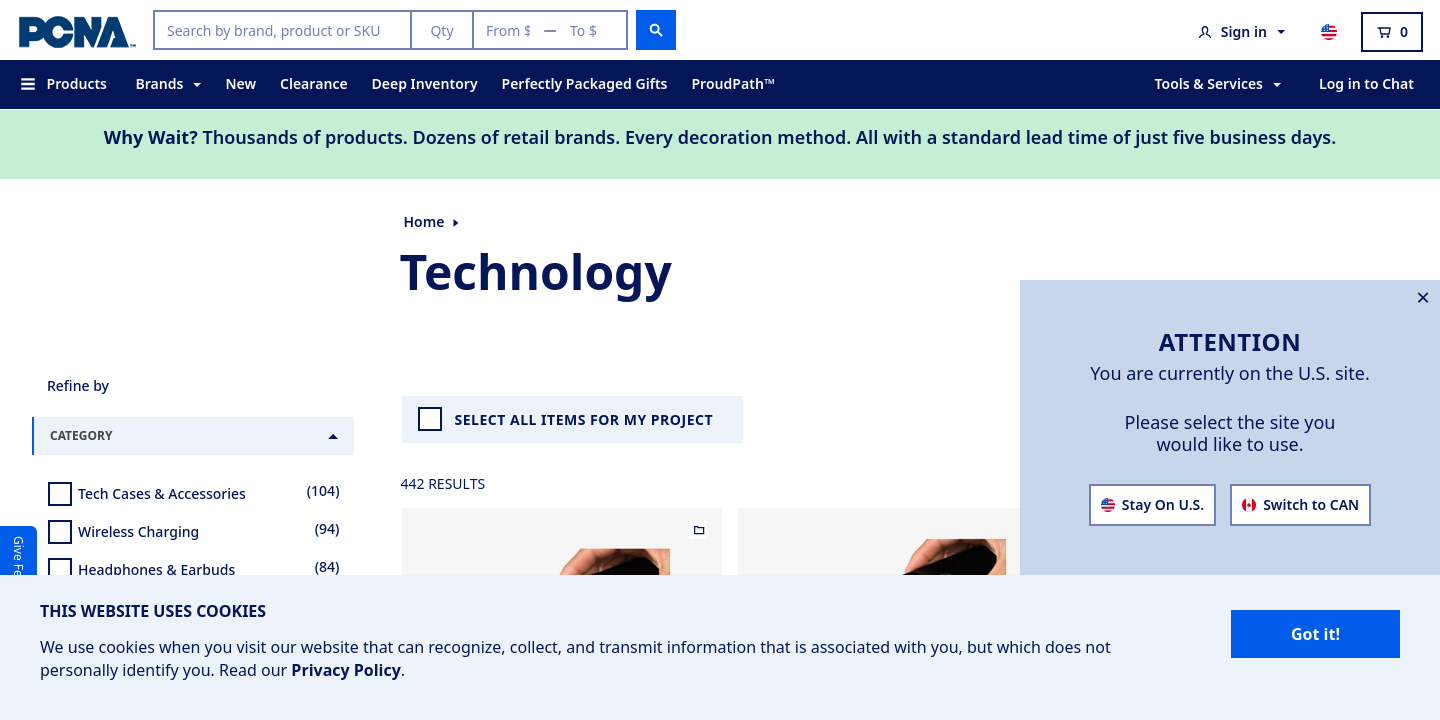 PCNA™
Search by brand, product or SKU
Qty
From $ — To $
Sign in
0
Products
Brands
New
Clearance
Deep Inventory
Perfectly Packaged Gifts
ProudPath™
Tools & Services
Log in to Chat
Why Wait? Thousands of products. Dozens of retail brands. Every decoration method. All with a standard lead time of just five business days.
Home
Technology
Refine by
CATEGORY
Tech Cases & Accessories (104)
Wireless Charging (94)
Headphones & Earbuds (84)
SELECT ALL ITEMS FOR MY PROJECT
442 RESULTS
ATTENTION
You are currently on the U.S. site.
Please select the site you
would like to use.
Stay On U.S.
Switch to CAN
Give Fe
THIS WEBSITE USES COOKIES
We use cookies when you visit our website that can recognize, collect, and transmit information that is associated with you, but which does not
personally identify you. Read our Privacy Policy.
Got it!